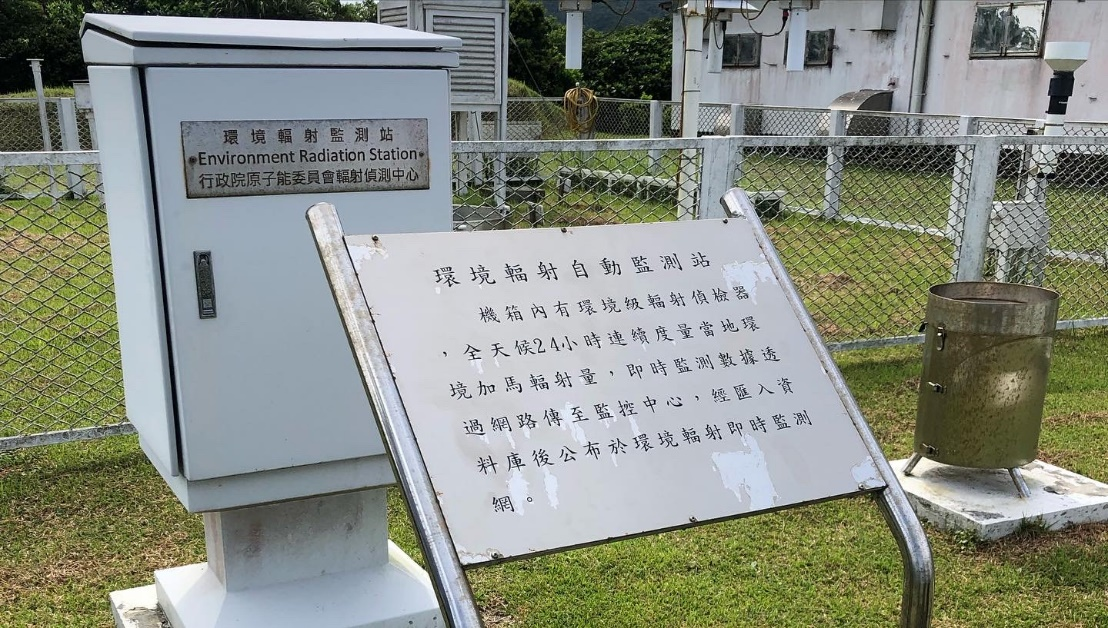 環境輻射監測站
Environment Radiation Station
行政院原子能委員會輻射偵測中心
環境輻射自動監測站
機箱內有環境級輻射偵檢器
，全天候24小時連續度量當地環
境加馬輻射量，即時監測數據透
過網路傳至監控中心，經匯入資
料庫後公布於環境輻射即時監測
網。